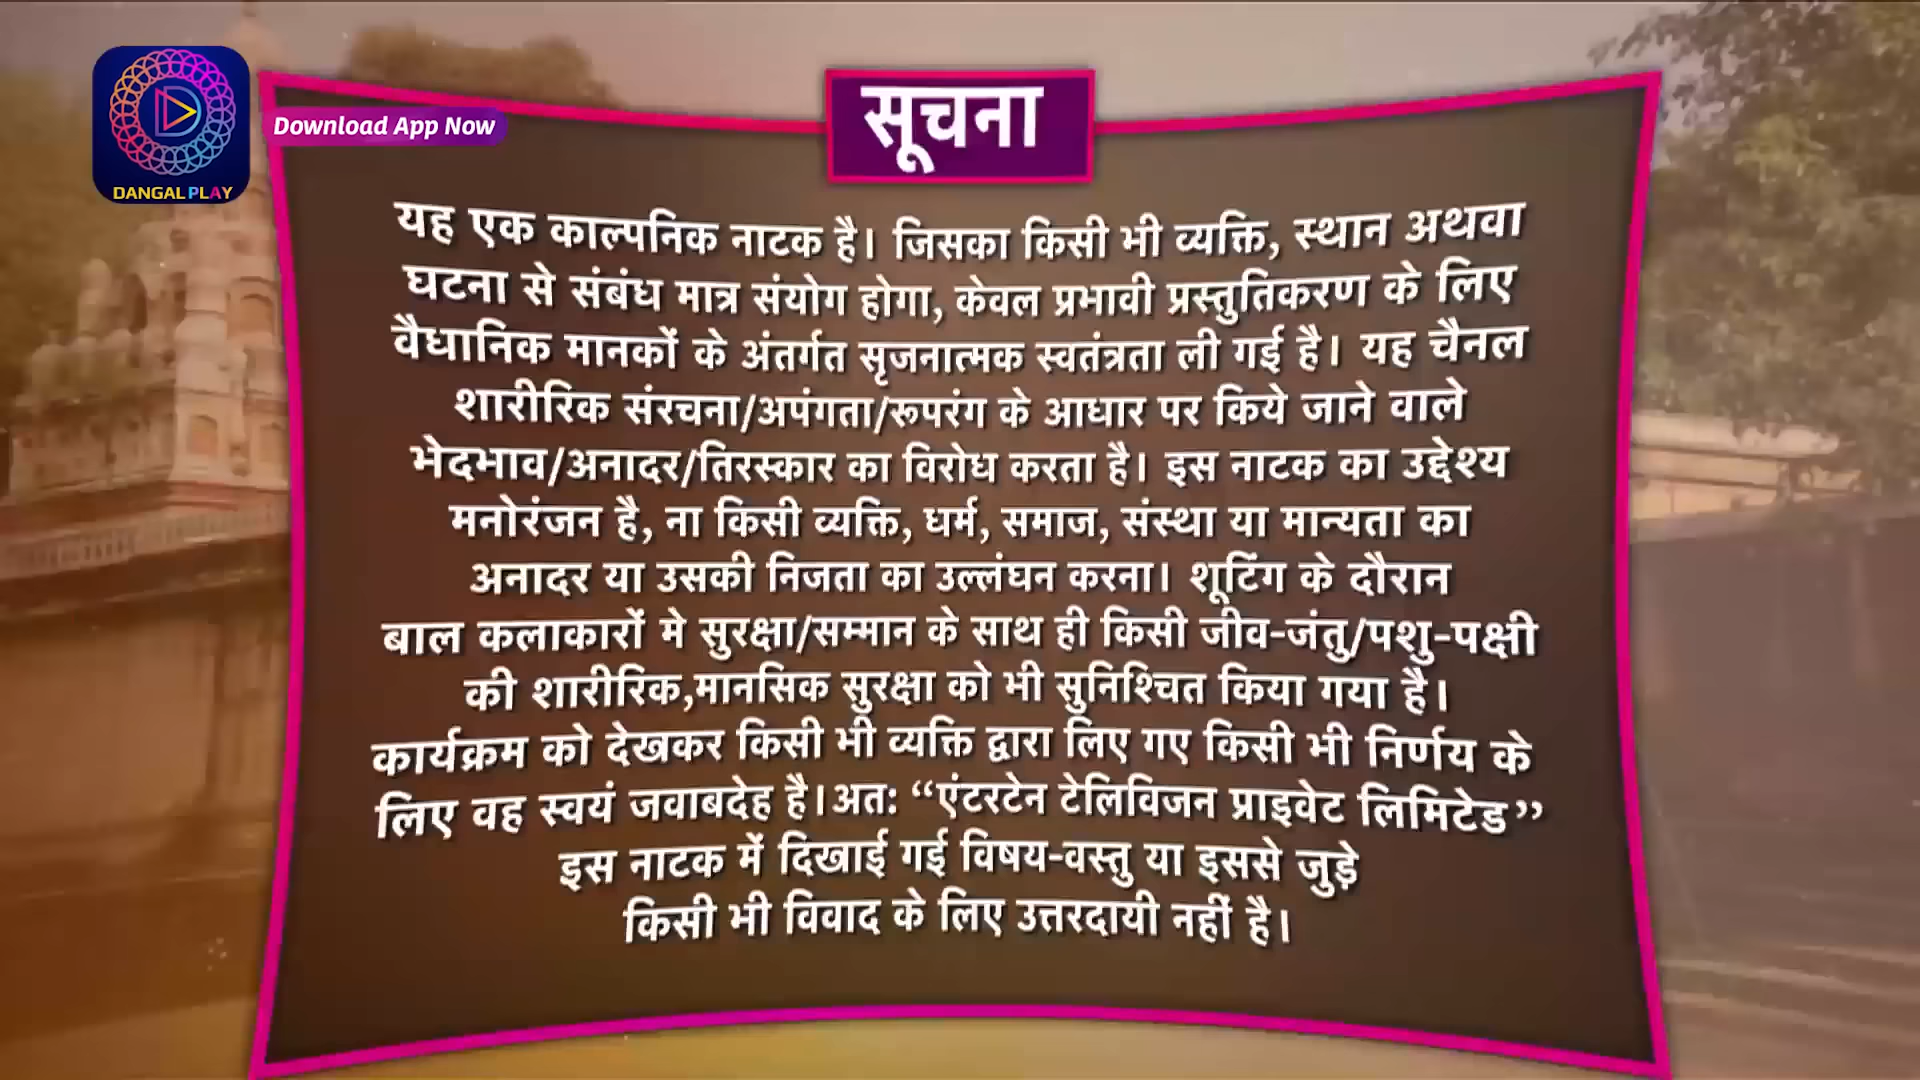 DANGAL PLAY
Download App Now
सूचना
यह एक काल्पनिक नाटक है। जिसका किसी भी व्यक्ति, स्थान अथवा
घटना से संबंध मात्र संयोग होगा, केवल प्रभावी प्रस्तुतिकरण के लिए
वैधानिक मानकों के अंतर्गत सृजनात्मक स्वतंत्रता ली गई है। यह चैनल
शारीरिक संरचना/अपंगता/रूपरंग के आधार पर किये जाने वाले
भेदभाव/अनादर/तिरस्कार का विरोध करता है। इस नाटक का उद्देश्य
मनोरंजन है, ना किसी व्यक्ति, धर्म, समाज, संस्था या मान्यता का
अनादर या उसकी निजता का उल्लंघन करना। शूटिंग के दौरान
बाल कलाकारों मे सुरक्षा/सम्मान के साथ ही किसी जीव-जंतु/पशु-पक्षी
की शारीरिक,मानसिक सुरक्षा को भी सुनिश्चित किया गया है।
कार्यक्रम को देखकर किसी भी व्यक्ति द्वारा लिए गए किसी भी निर्णय के
लिए वह स्वयं जवाबदेह है।अतः “एंटरटेन टेलिविजन प्राइवेट लिमिटेड”
इस नाटक में दिखाई गई विषय-वस्तु या इससे जुड़े
किसी भी विवाद के लिए उत्तरदायी नहीं है।